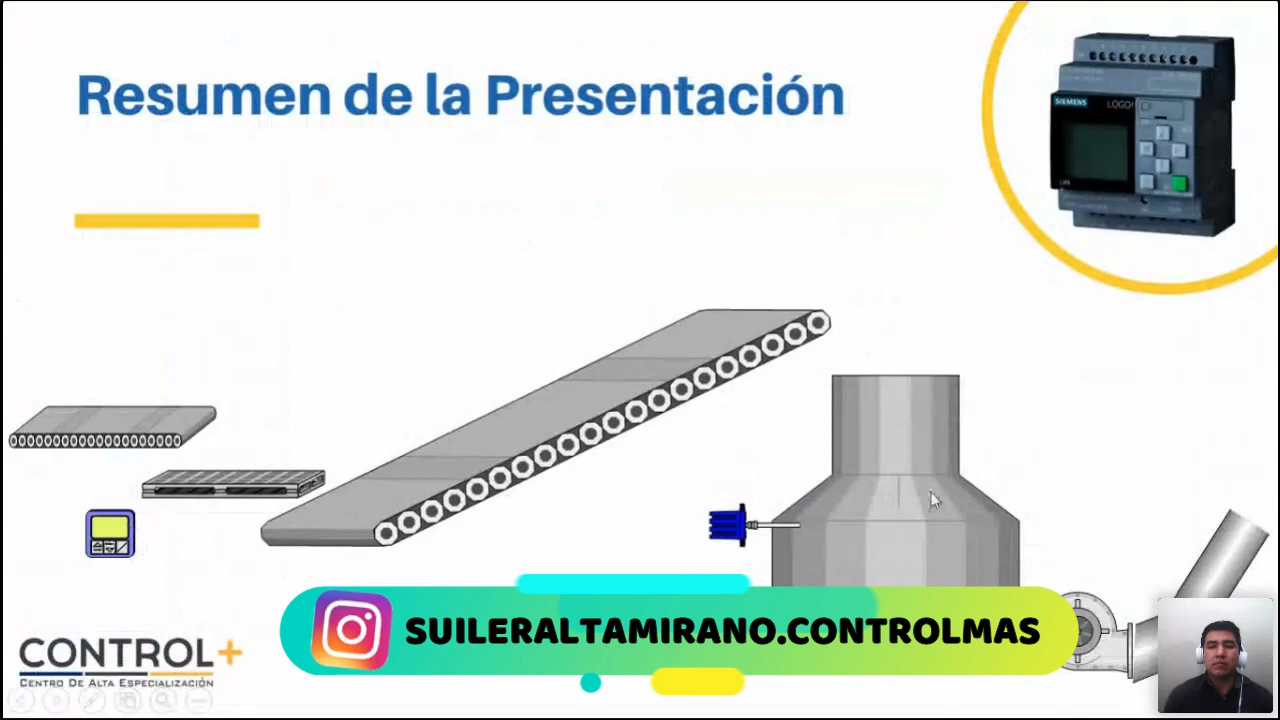 Resumen de la Presentación
SIEMENS
LOGO!
SUILERALTAMIRANO.CONTROLMAS
CONTROL+
CENTRO DE ALTA ESPECIALIZACIÓN